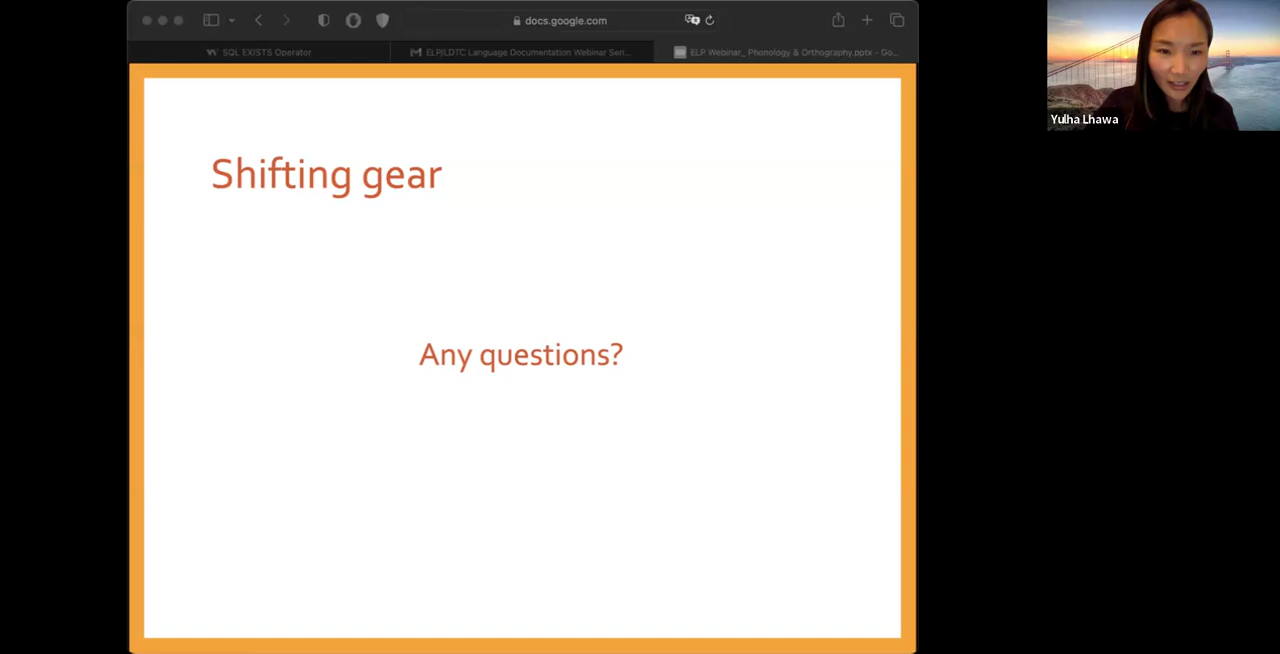 docs.google.com
SQL EXISTS Operator
ELP/LDTC Language Documentation Webinar Seri...
ELP Webinar_ Phonology & Orthography.pptx - Go...
Yulha Lhawa
Shifting gear
Any questions?